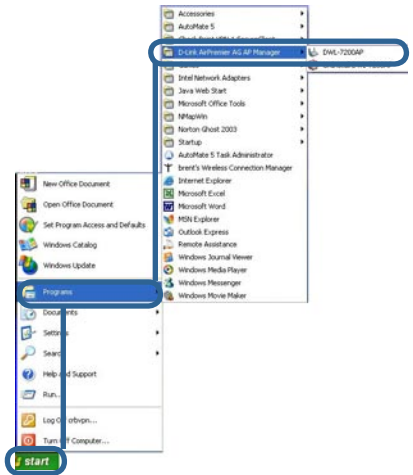 Accessories
AutoMate 5
D-Link AirPremier AG AP Manager
DWL-7200AP
Intel Network Adapters
Java Web Start
Microsoft Office Tools
NMapWin
Norton Ghost 2003
Startup
AutoMate 5 Task Administrator
brent's Wireless Connection Manager
Internet Explorer
Microsoft Excel
Microsoft Word
MSN Explorer
Outlook Express
Remote Assistance
Windows Journal Viewer
Windows Media Player
Windows Messenger
Windows Movie Maker
New Office Document
Open Office Document
Set Program Access and Defaults
Windows Catalog
Windows Update
Programs
Documents
Settings
Search
Help and Support
Run...
Log Off crbvpn...
Turn Off Computer...
start